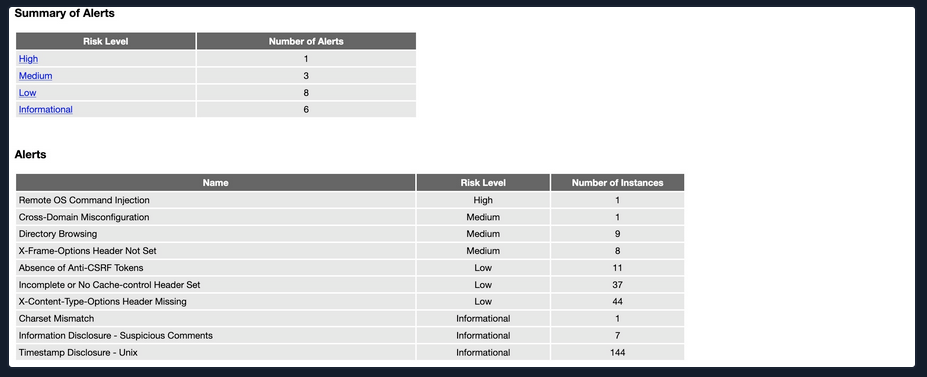 Summary of Alerts
Risk Level Number of Alerts
High 1
Medium 3
Low 8
Informational 6
Alerts
Name Risk Level Number of Instances
Remote OS Command Injection High 1
Cross-Domain Misconfiguration Medium 1
Directory Browsing Medium 9
X-Frame-Options Header Not Set Medium 8
Absence of Anti-CSRF Tokens Low 11
Incomplete or No Cache-control Header Set Low 37
X-Content-Type-Options Header Missing Low 44
Charset Mismatch Informational 1
Information Disclosure - Suspicious Comments Informational 7
Timestamp Disclosure - Unix Informational 144